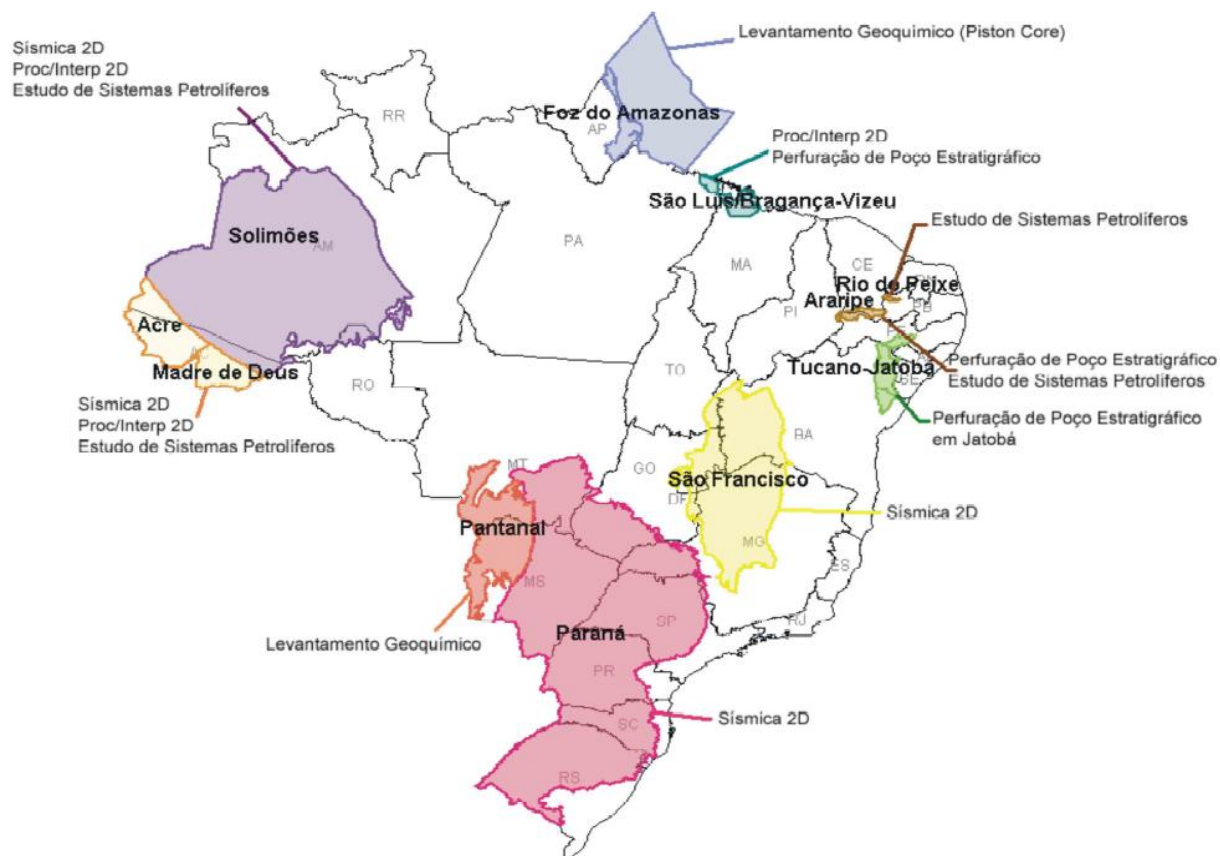 Levantamento Geoquímico (Piston Core)
Sísmica 2D
Proc/Interp 2D
Estudo de Sistemas Petrolíferos
RR
AP
Foz do Amazonas
Proc/Interp 2D
Perfuração de Poço Estratigráfico
São Luis/Bragança-Vizeu
Estudo de Sistemas Petrolíferos
Solimões
AM
PA
MA
CE
RN
Rio do Peixe
Araripe
PB
PI
Acre
AC
Madre de Deus
RO
TO
Tucano-Jatobá
SE
Perfuração de Poço Estratigráfico
Estudo de Sistemas Petrolíferos
Sísmica 2D
Proc/Interp 2D
Estudo de Sistemas Petrolíferos
Perfuração de Poço Estratigráfico
em Jatobá
BA
MT
GO
São Francisco
DF
Sísmica 2D
Pantanal
MG
ES
MS
SP
RJ
Levantamento Geoquímico
Paraná
PR
SC
Sísmica 2D
RS